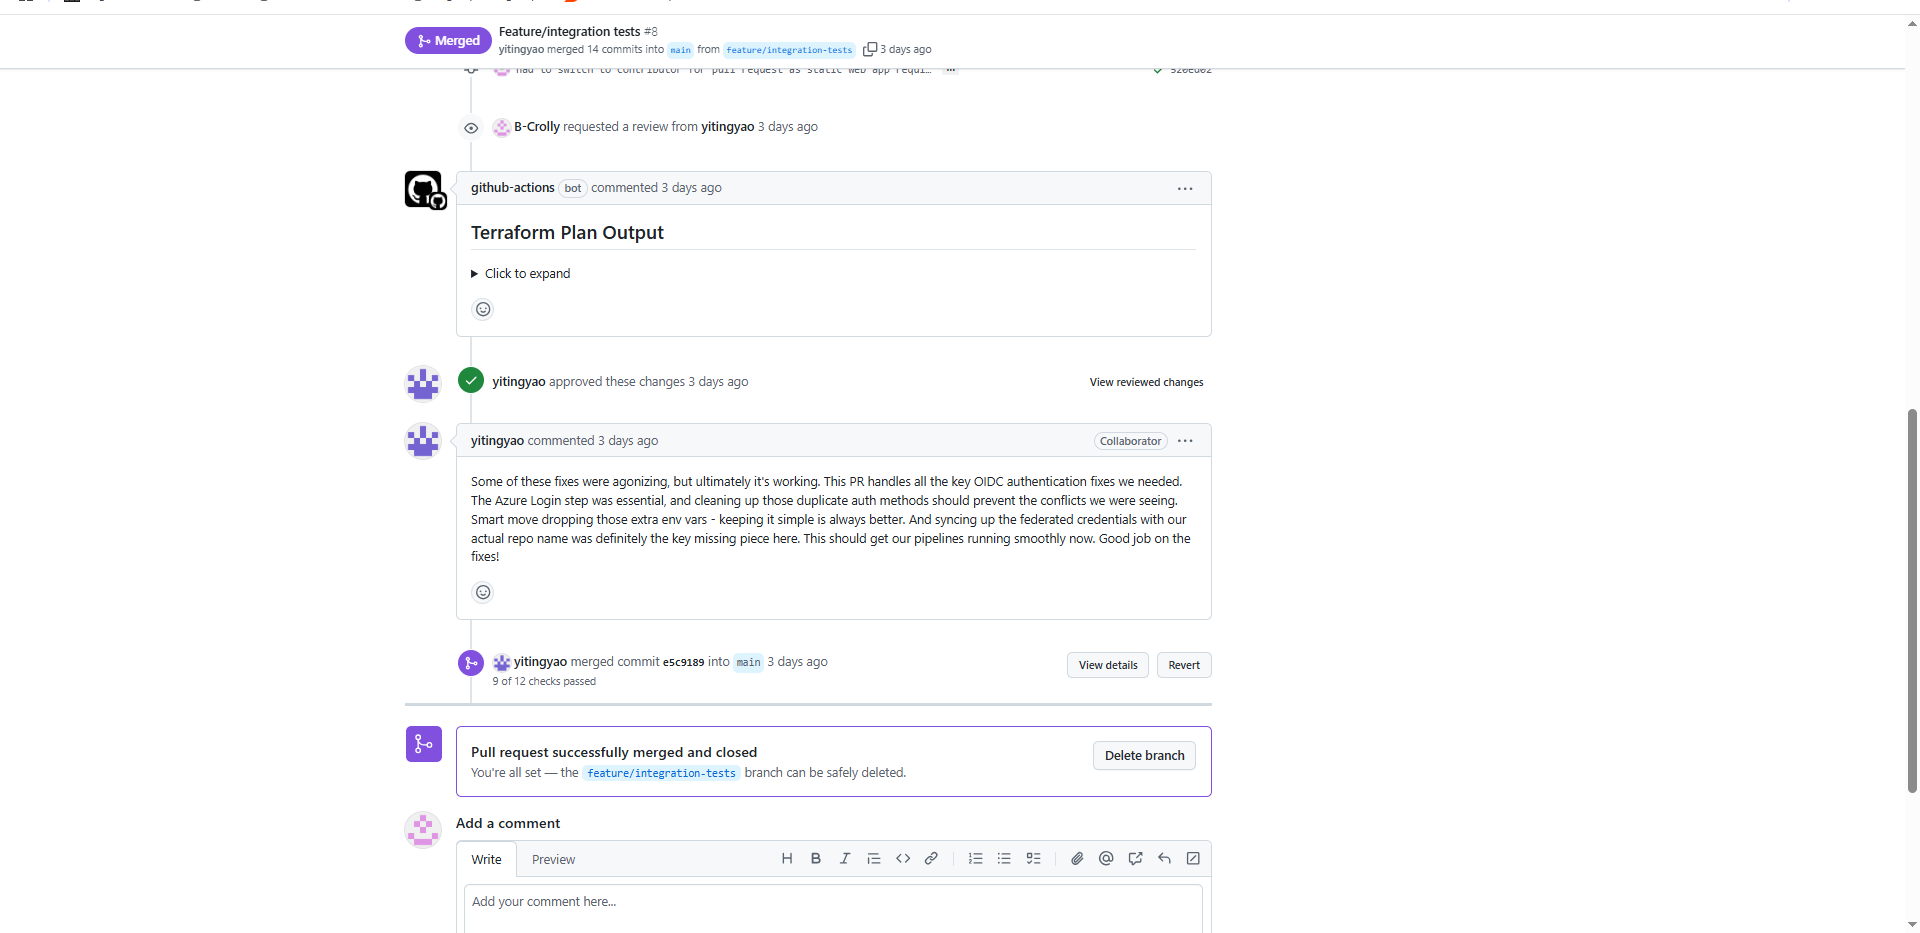 Merged
Feature/integration tests #8
yitingyao merged 14 commits into main from feature/integration-tests 3 days ago
had to switch to contributor for pull request as static web app requi… ...
520e602
B-Crolly requested a review from yitingyao 3 days ago
github-actions bot commented 3 days ago
Terraform Plan Output
Click to expand
yitingyao approved these changes 3 days ago
View reviewed changes
yitingyao commented 3 days ago
Collaborator
Some of these fixes were agonizing, but ultimately it's working. This PR handles all the key OIDC authentication fixes we needed.
The Azure Login step was essential, and cleaning up those duplicate auth methods should prevent the conflicts we were seeing.
Smart move dropping those extra env vars - keeping it simple is always better. And syncing up the federated credentials with our
actual repo name was definitely the key missing piece here. This should get our pipelines running smoothly now. Good job on the
fixes!
yitingyao merged commit e5c9189 into main 3 days ago
View details
Revert
9 of 12 checks passed
Pull request successfully merged and closed
Delete branch
You're all set — the feature/integration-tests branch can be safely deleted.
Add a comment
Write
Preview
Add your comment here...